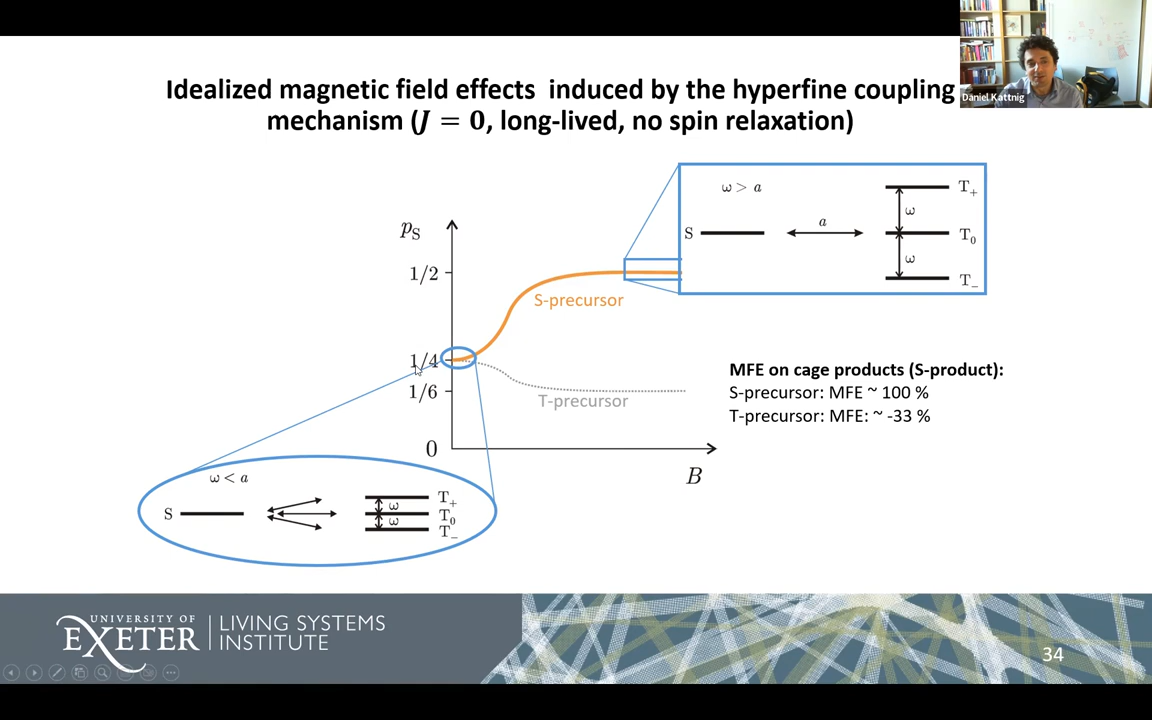 Daniel Kattnig
Idealized magnetic field effects induced by the hyperfine coupling
mechanism (J = 0, long-lived, no spin relaxation)
ω > a
S
a
T+
ω
T0
ω
T−
pS
1/2
S-precursor
1/4
1/6
T-precursor
0
B
MFE on cage products (S-product):
S-precursor: MFE ~ 100 %
T-precursor: MFE: ~ -33 %
ω < a
S
T+
ω
T0
ω
T−
UNIVERSITY OF
EXETER
LIVING SYSTEMS
INSTITUTE
34